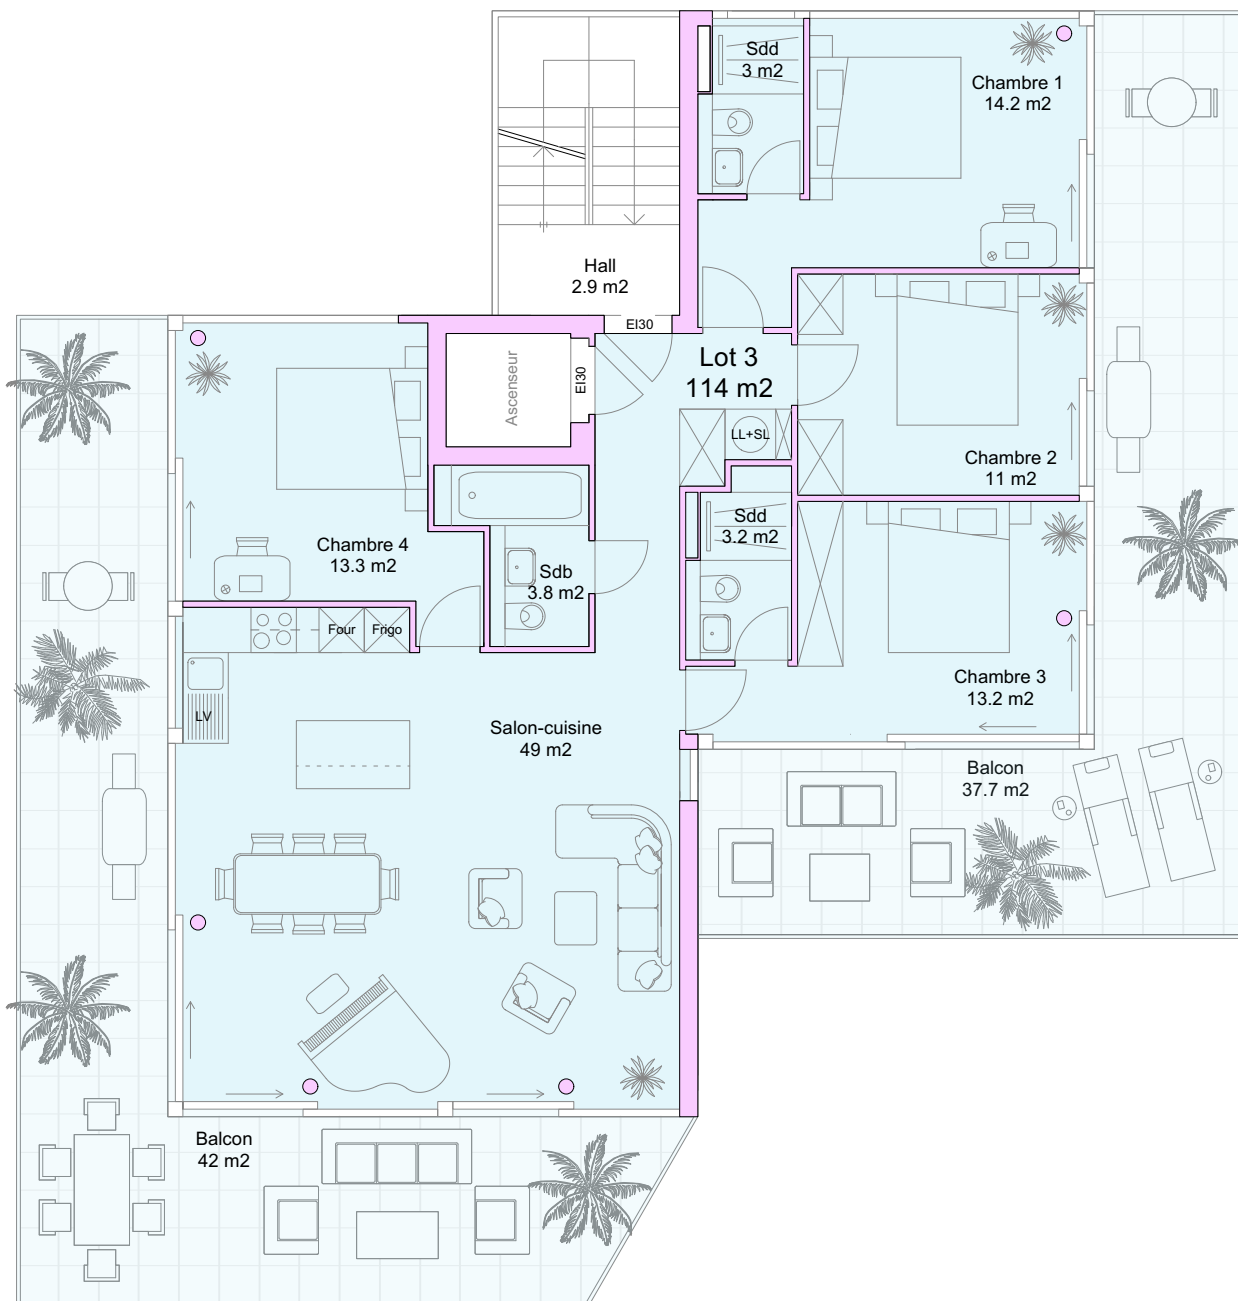 Sdd
3 m2
Chambre 1
14.2 m2
Hall
2.9 m2
EI30
Lot 3
114 m2
Ascenseur
EI30
LL+SL
Chambre 2
11 m2
Sdd
3.2 m2
Chambre 4
13.3 m2
Sdb
3.8 m2
Four
Frigo
LV
Salon-cuisine
49 m2
Chambre 3
13.2 m2
Balcon
37.7 m2
Balcon
42 m2